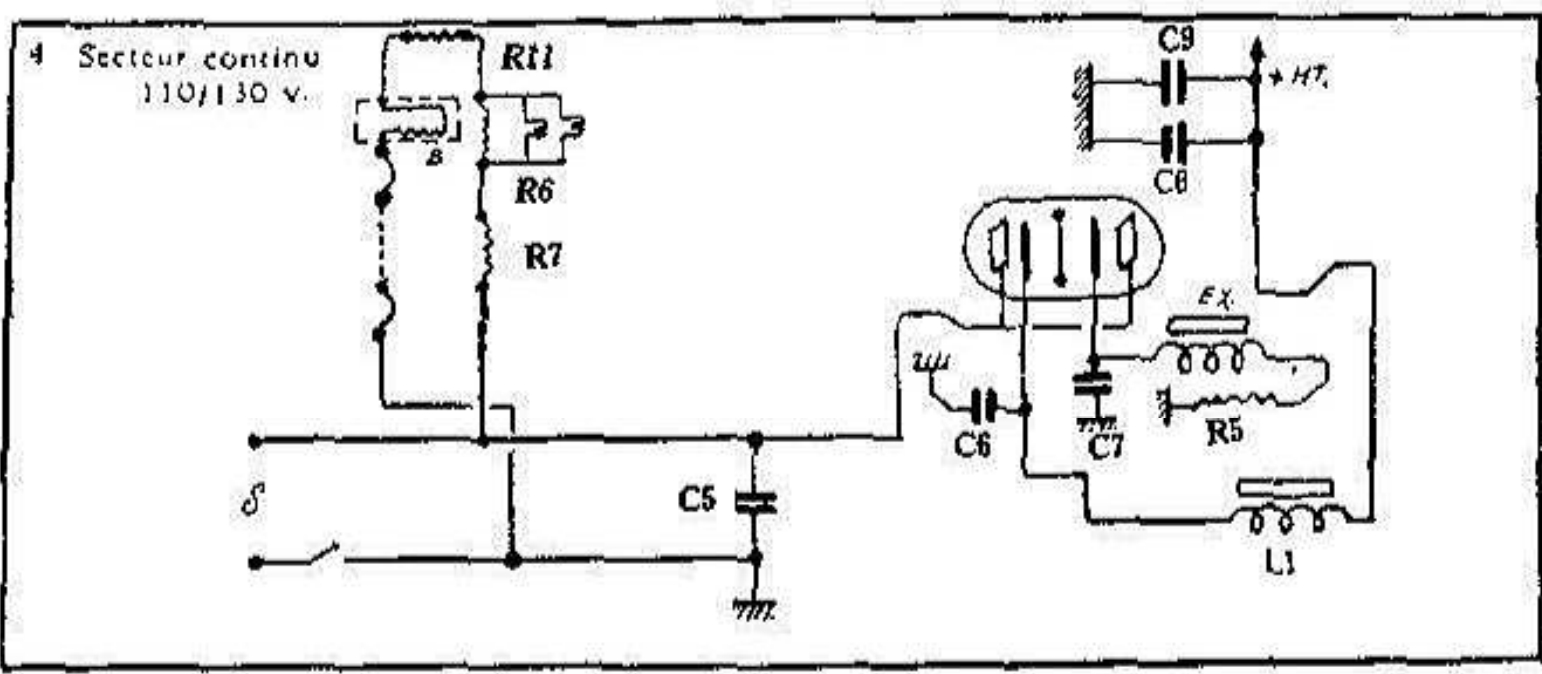 4 Secteur continu
110/130 v.
R11
B
R6
R7
C9
+ HT.
C8
EX.
C6
C7
R5
S
C5
L1